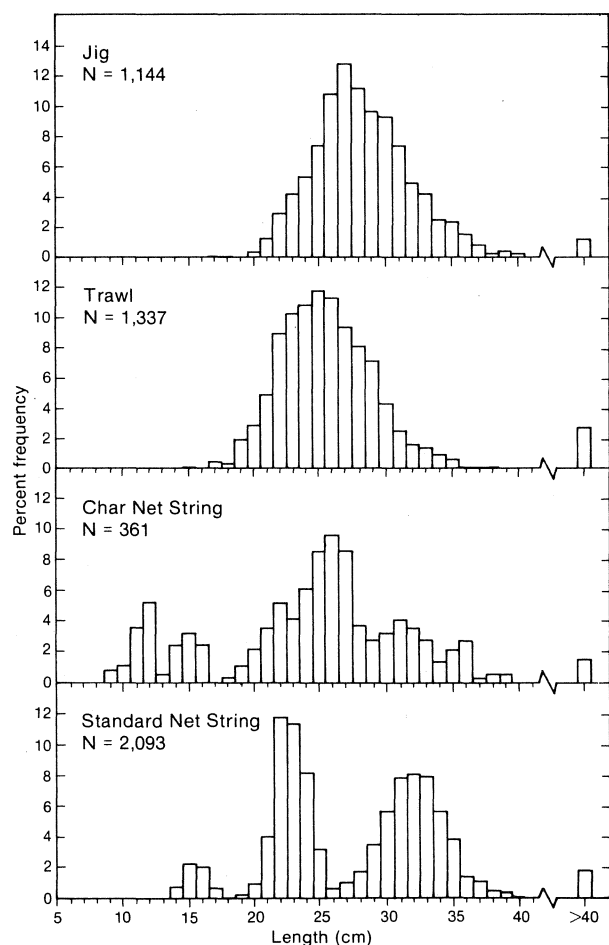 14
12
10
8
6
4
2
0
Jig
N = 1,144
12
10
8
6
4
2
0
Trawl
N = 1,337
12
10
8
6
4
2
0
Char Net String
N = 361
12
10
8
6
4
2
0
Standard Net String
N = 2,093
Percent frequency
5 10 15 20 25 30 35 40 >40
Length (cm)